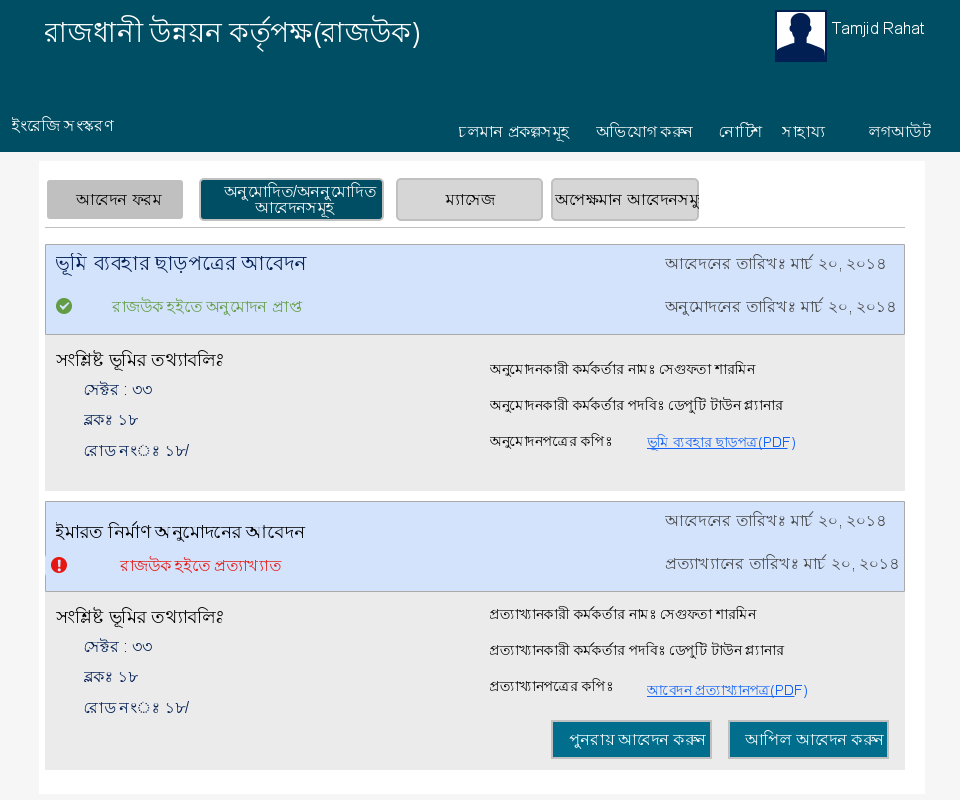 রাজধানী উন্নয়ন কর্তৃপক্ষ(রাজউক)
Tamjid Rahat
ইংরেজি সংস্করণ
চলমান প্রকল্পসমূহ অভিযোগ করুন নোটিশ সাহায্য লগআউট
আবেদন ফরম
অনুমোদিত/অননুমোদিত
আবেদনসমূহ
ম্যাসেজ
অপেক্ষমান আবেদনসমূ
ভূমি ব্যবহার ছাড়পত্রের আবেদন
আবেদনের তারিখঃ মার্চ ২০, ২০১৪
রাজউক হইতে অনুমোদন প্রাপ্ত
অনুমোদনের তারিখঃ মার্চ ২০, ২০১৪
সংশ্লিষ্ট ভূমির তথ্যাবলিঃ
সেক্টর : ৩৩
ব্লকঃ ১৮
রোড নংঃ ১৮/
অনুমোদনকারী কর্মকর্তার নামঃ সেগুফতা শারমিন
অনুমোদনকারী কর্মকর্তার পদবিঃ ডেপুটি টাউন প্ল্যানার
অনুমোদনপত্রের কপিঃ ভূমি ব্যবহার ছাড়পত্র(PDF)
ইমারত নির্মাণ অনুমোদনের আবেদন
আবেদনের তারিখঃ মার্চ ২০, ২০১৪
রাজউক হইতে প্রত্যাখ্যাত
প্রত্যাখ্যানের তারিখঃ মার্চ ২০, ২০১৪
সংশ্লিষ্ট ভূমির তথ্যাবলিঃ
সেক্টর : ৩৩
ব্লকঃ ১৮
রোড নংঃ ১৮/
প্রত্যাখ্যানকারী কর্মকর্তার নামঃ সেগুফতা শারমিন
প্রত্যাখ্যানকারী কর্মকর্তার পদবিঃ ডেপুটি টাউন প্ল্যানার
প্রত্যাখ্যানপত্রের কপিঃ আবেদন প্রত্যাখ্যানপত্র(PDF)
পুনরায় আবেদন করুন
আপিল আবেদন করুন